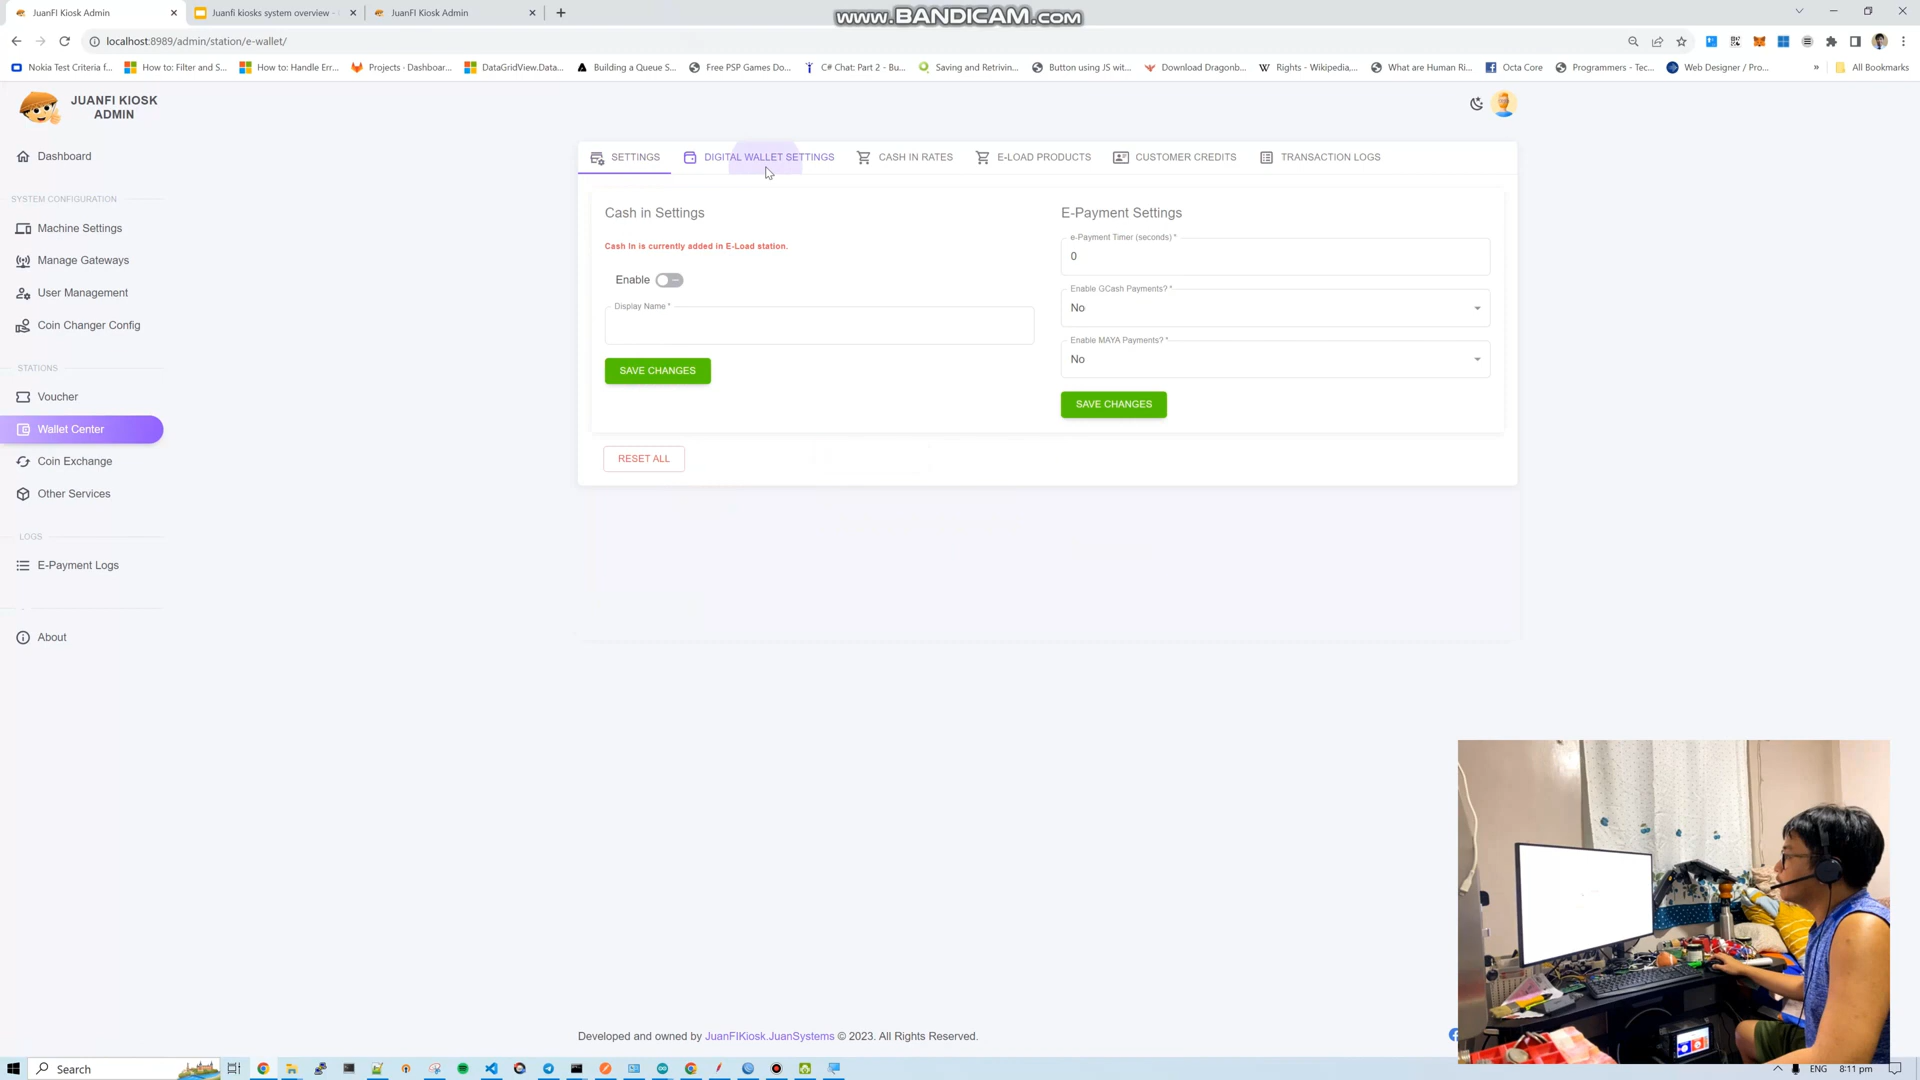 JuanFI Kiosk Admin
Juanfi kiosks system overview -
JuanFI Kiosk Admin
www.BANDICAM.com
localhost:8989/admin/station/e-wallet/
Nokia Test Criteria f...
How to: Filter and S...
How to: Handle Err...
Projects - Dashboar...
DataGridView.Data...
Building a Queue S...
Free PSP Games Do...
C# Chat: Part 2 - Bu...
Saving and Retrivin...
Button using JS wit...
Download Dragonb...
Rights - Wikipedia,...
What are Human Ri...
Octa Core
Programmers - Tec...
Web Designer / Pro...
»
All Bookmarks
JUANFI KIOSK
ADMIN
Dashboard
SYSTEM CONFIGURATION
Machine Settings
Manage Gateways
User Management
Coin Changer Config
STATIONS
Voucher
Wallet Center
Coin Exchange
Other Services
LOGS
E-Payment Logs
About
SETTINGS
DIGITAL WALLET SETTINGS
CASH IN RATES
E-LOAD PRODUCTS
CUSTOMER CREDITS
TRANSACTION LOGS
Cash in Settings
Cash In is currently added in E-Load station.
Enable
Display Name *
SAVE CHANGES
E-Payment Settings
e-Payment Timer (seconds) *
0
Enable GCash Payments? *
No
Enable MAYA Payments? *
No
SAVE CHANGES
RESET ALL
Developed and owned by JuanFIKiosk.JuanSystems © 2023. All Rights Reserved.
Search
ENG
8:11 pm